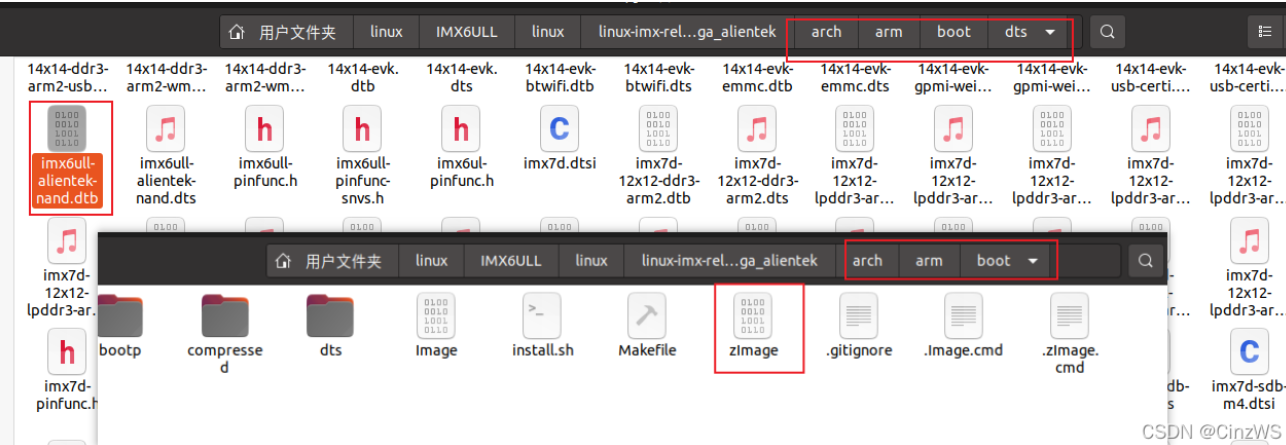 用户文件夹 linux IMX6ULL linux linux-imx-rel...ga_alientek arch arm boot dts
14x14-ddr3- 14x14-ddr3- 14x14-ddr3- 14x14-evk. 14x14-evk. 14x14-evk- 14x14-evk- 14x14-evk- 14x14-evk- 14x14-evk- 14x14-evk- 14x14-evk- 14x14-evk-
arm2-usb... arm2-wm... arm2-wm... dtb dts btwifi.dtb btwifi.dts emmc.dtb emmc.dts gpmi-wei... gpmi-wei... usb-certi.... usb-certi....
imx6ull- imx6ull- imx6ull- imx6ull- imx6ul- imx7d.dtsi imx7d- imx7d- imx7d- imx7d- imx7d- imx7d- imx7d-
alientek- alientek- pinfunc.h pinfunc- pinfunc.h 12x12-ddr3- 12x12-ddr3- 12x12- 12x12- 12x12- 12x12- 12x12-
nand.dtb nand.dts snvs.h arm2.dtb arm2.dts lpddr3-ar... lpddr3-ar... lpddr3-ar... lpddr3-ar... lpddr3-ar...
用户文件夹 linux IMX6ULL linux linux-imx-rel...ga_alientek arch arm boot
imx7d- imx7d-
12x12- 12x12-
lpddr3-ar... lpddr3-ar...
bootp compresse dts Image install.sh Makefile zImage .gitignore .Image.cmd .zImage.
d cmd
imx7d- imx7d-sdb-
pinfunc.h m4.dtsi
CSDN @CinzWS